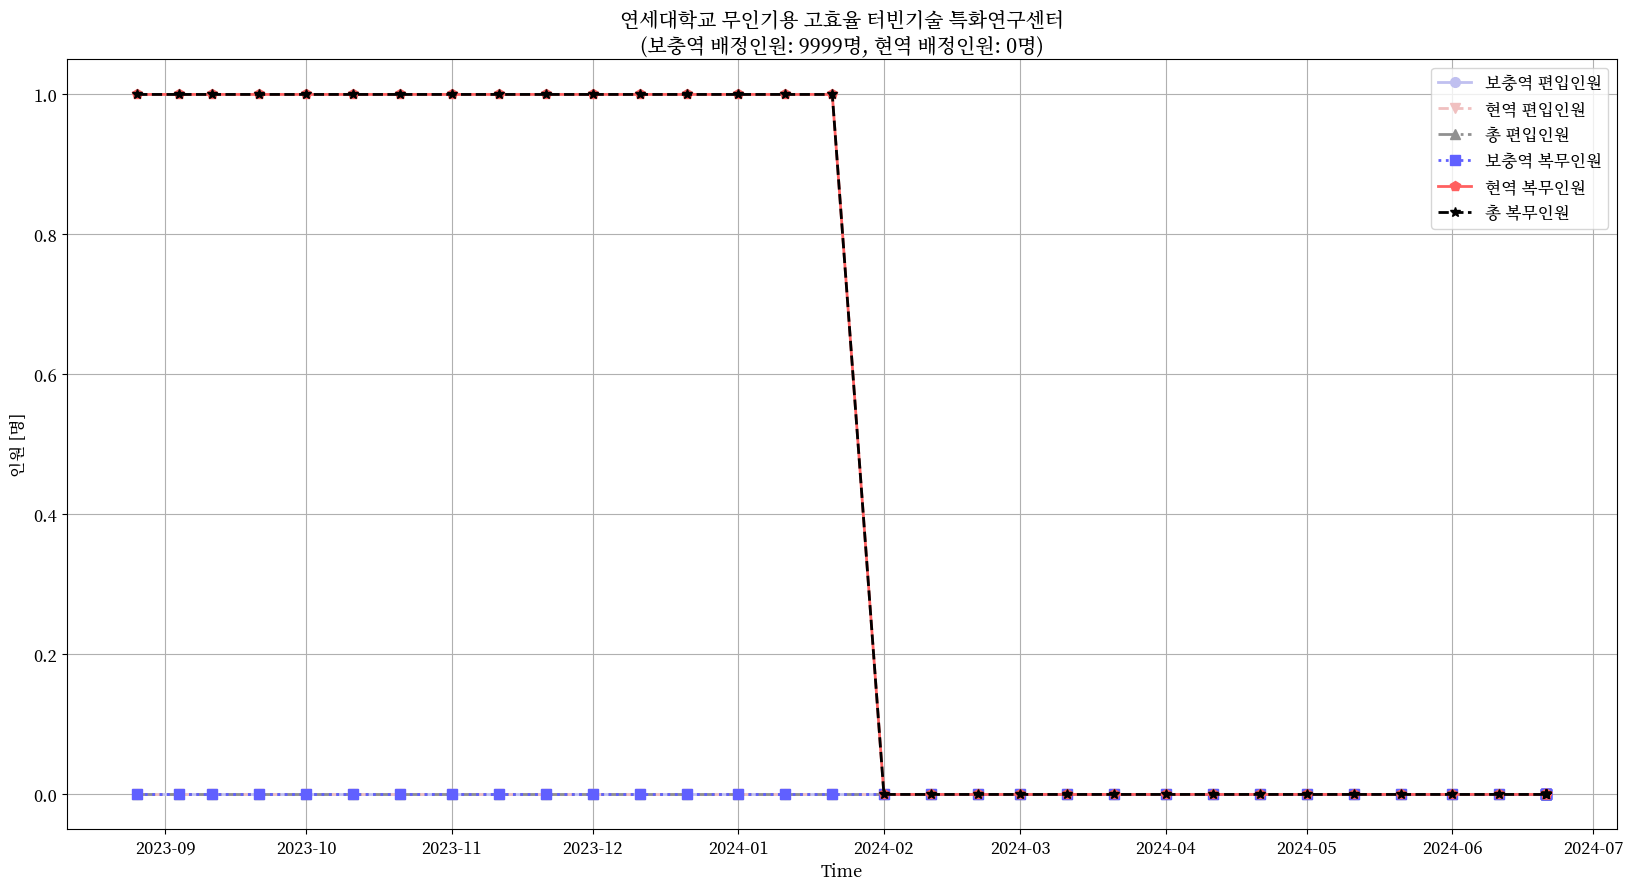 연세대학교 무인기용 고효율 터빈기술 특화연구센터
(보충역 배정인원: 9999명, 현역 배정인원: 0명)
보충역 편입인원
현역 편입인원
총 편입인원
보충역 복무인원
현역 복무인원
총 복무인원
인원 [명]
1.0
0.8
0.6
0.4
0.2
0.0
2023-09
2023-10
2023-11
2023-12
2024-01
2024-02
2024-03
2024-04
2024-05
2024-06
2024-07
Time